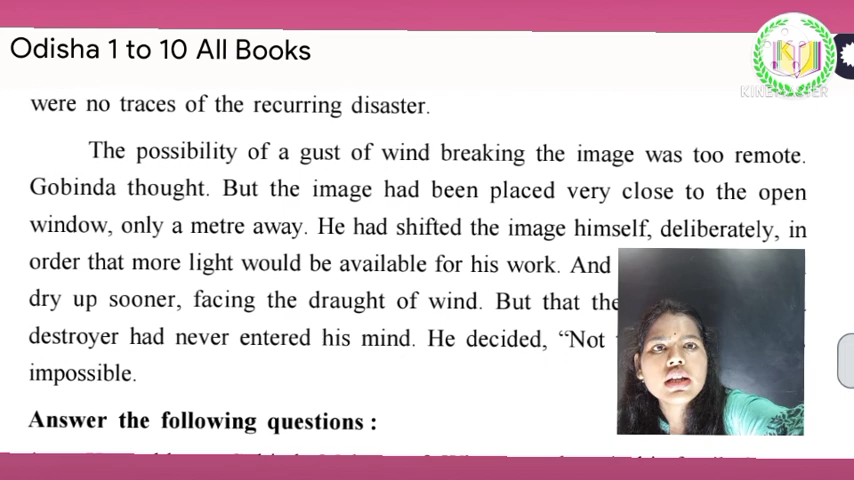 Odisha 1 to 10 All Books
KINEMASTER
were no traces of the recurring disaster.
The possibility of a gust of wind breaking the image was too remote.
Gobinda thought. But the image had been placed very close to the open
window, only a metre away. He had shifted the image himself, deliberately, in
order that more light would be available for his work. And
dry up sooner, facing the draught of wind. But that the
destroyer had never entered his mind. He decided, “Not
impossible.
Answer the following questions :